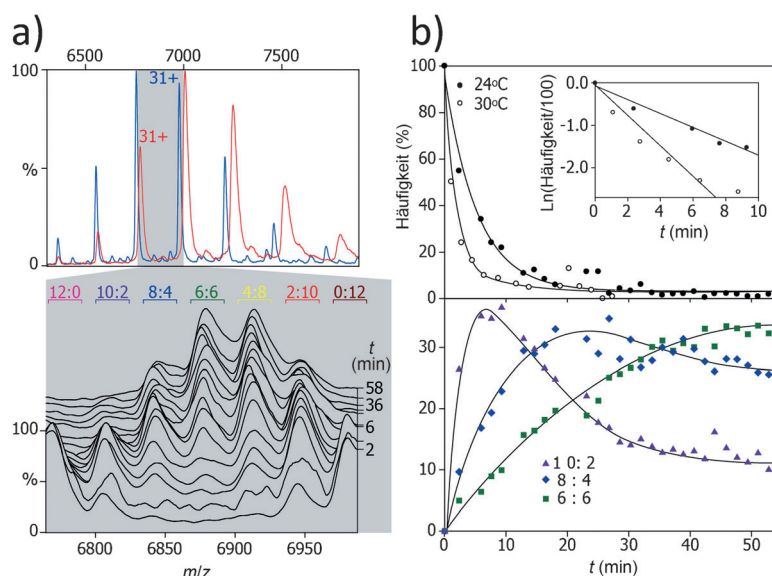 a)
6500 7000 7500
100
%
0
31+
31+
12:0 10:2 8:4 6:6 4:8 2:10 0:12
t
(min)
58
36
6
2
100
%
0
6800 6850 6900 6950
m/z
b)
Häufigkeit (%)
100
80
60
40
20
0
24°C
30°C
Ln(Häufigkeit/100)
0.0
-1.0
-2.0
0 2 4 6 8 10
t (min)
30
20
10
0
1 0: 2
8 : 4
6 : 6
0 10 20 30 40 50
t (min)